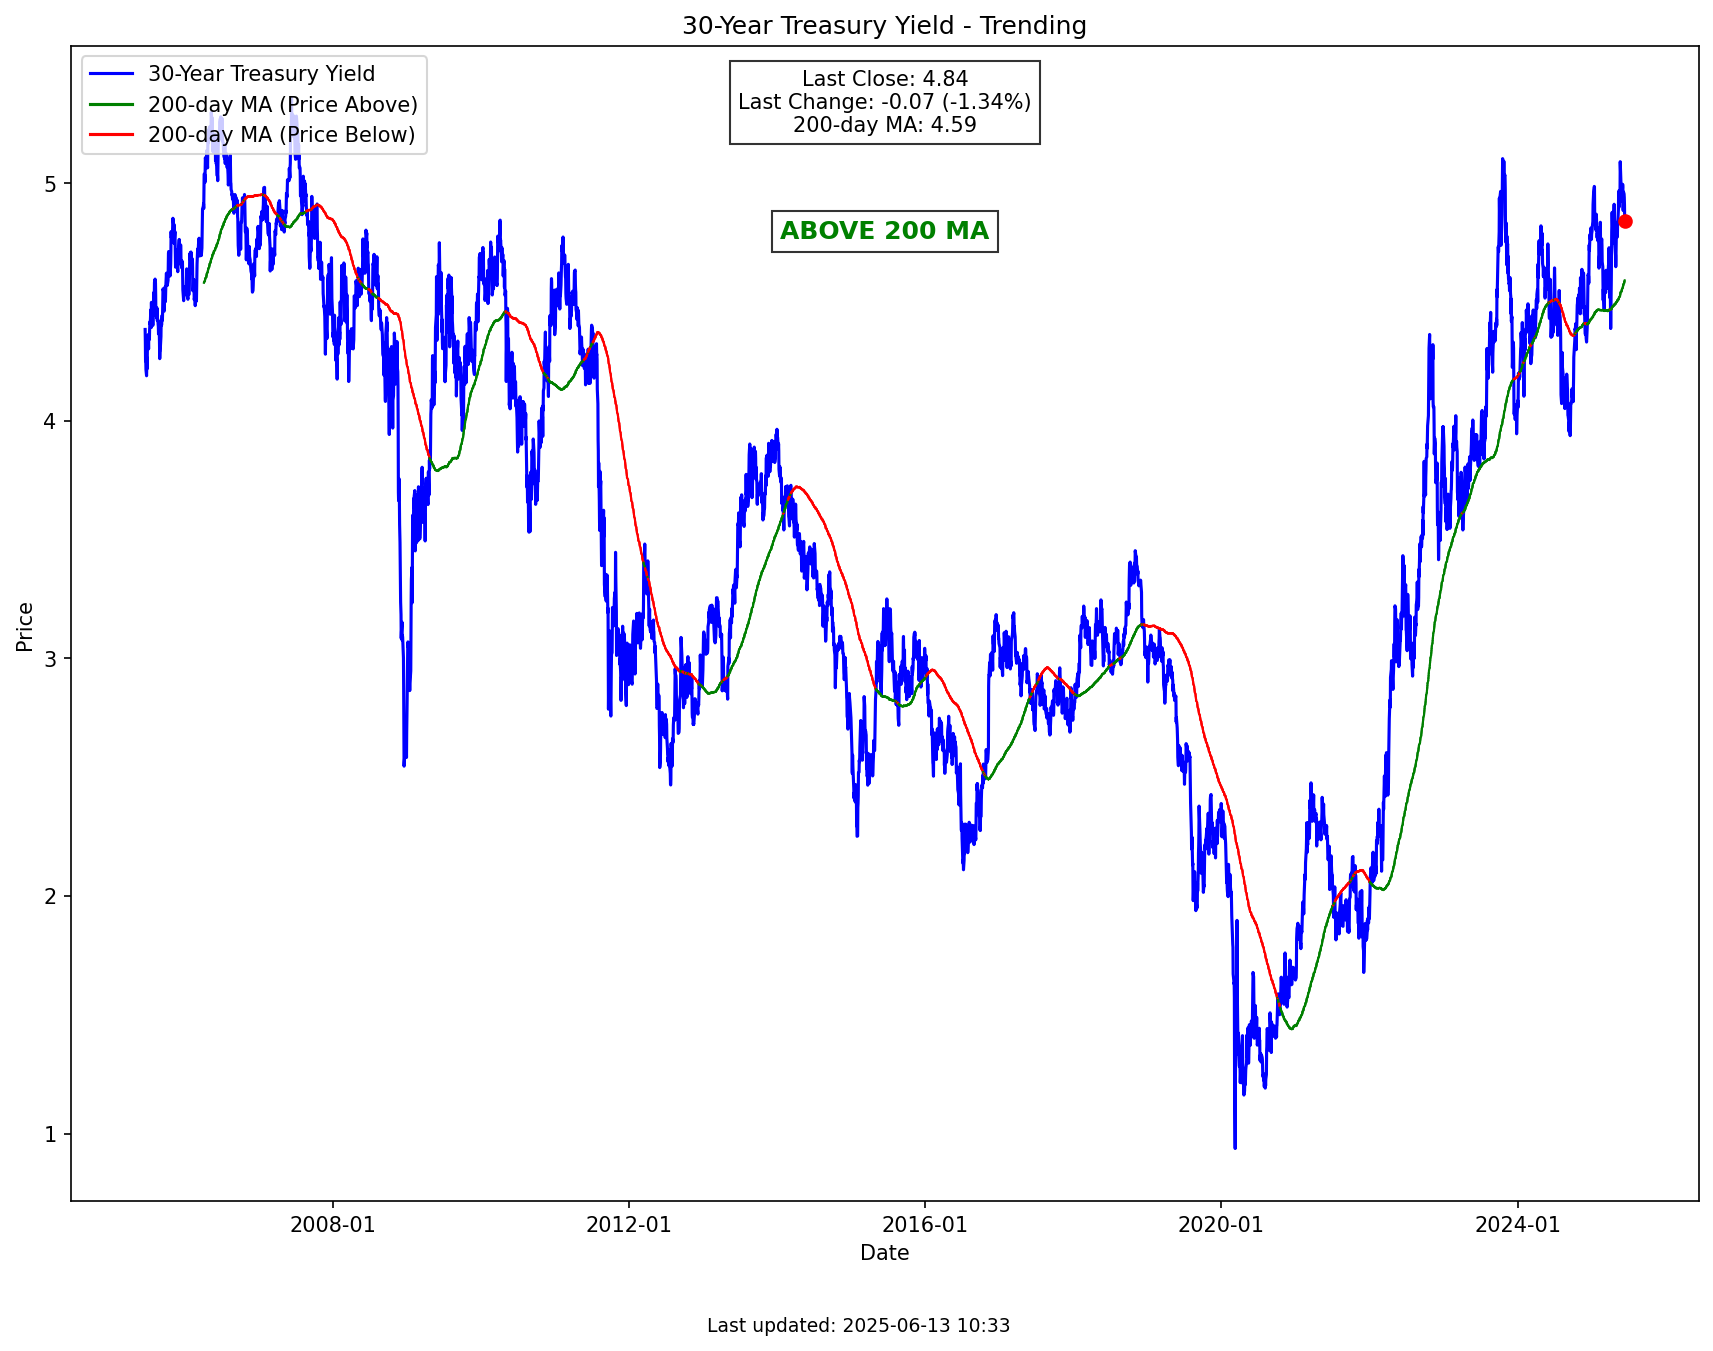 30-Year Treasury Yield - Trending
30-Year Treasury Yield
200-day MA (Price Above)
200-day MA (Price Below)
Last Close: 4.84
Last Change: -0.07 (-1.34%)
200-day MA: 4.59
ABOVE 200 MA
5
4
3
2
1
Price
2008-01
2012-01
2016-01
2020-01
2024-01
Date
Last updated: 2025-06-13 10:33